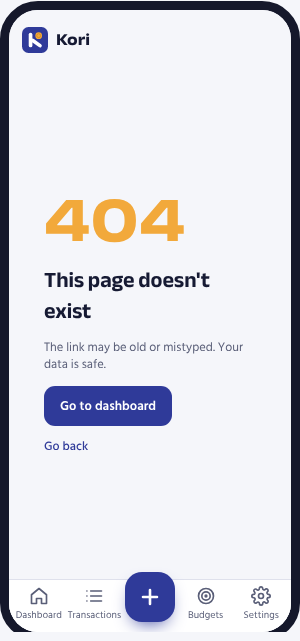 Kori
404
This page doesn't
exist
The link may be old or mistyped. Your
data is safe.
Go to dashboard
Go back
Dashboard Transactions Budgets Settings